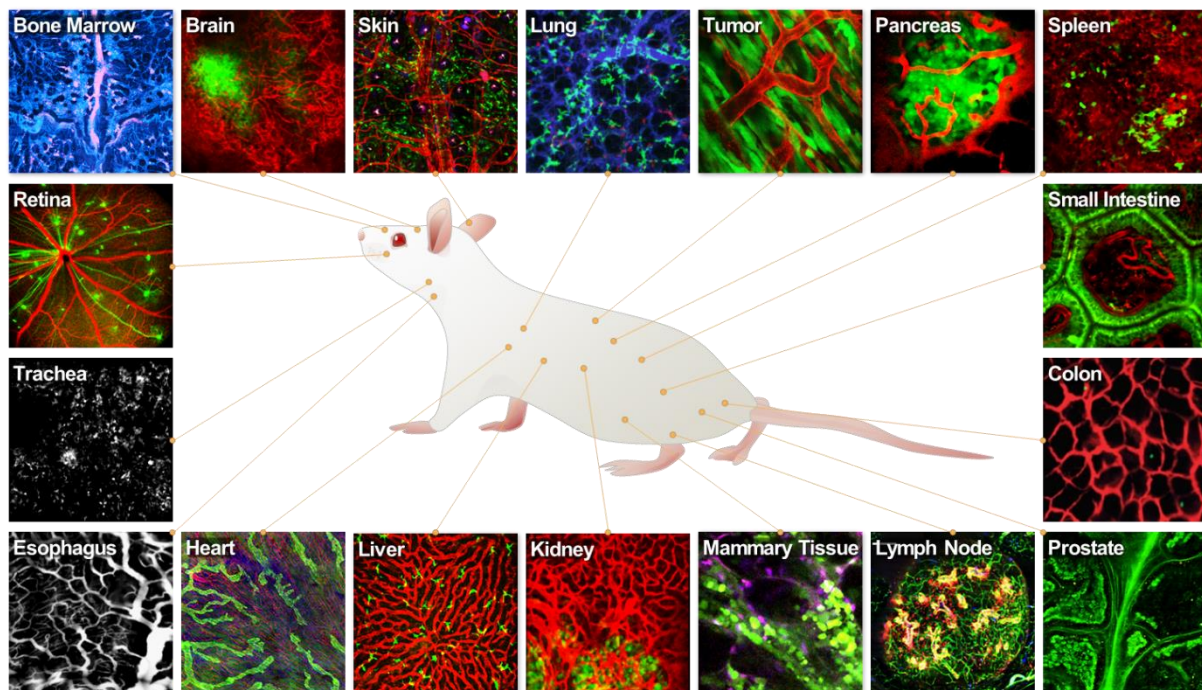 Bone Marrow
Brain
Skin
Lung
Tumor
Pancreas
Spleen
Retina
Small Intestine
Trachea
Colon
Esophagus
Heart
Liver
Kidney
Mammary Tissue
Lymph Node
Prostate